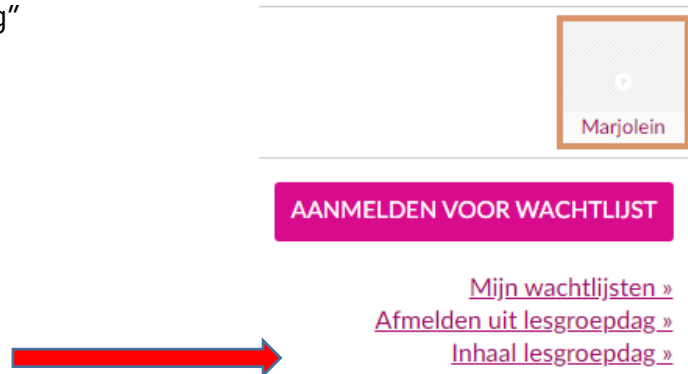 g”
Marjolein
AANMELDEN VOOR WACHTLIJST
Mijn wachtlijsten »
Afmelden uit lesgroepdag »
Inhaal lesgroepdag »